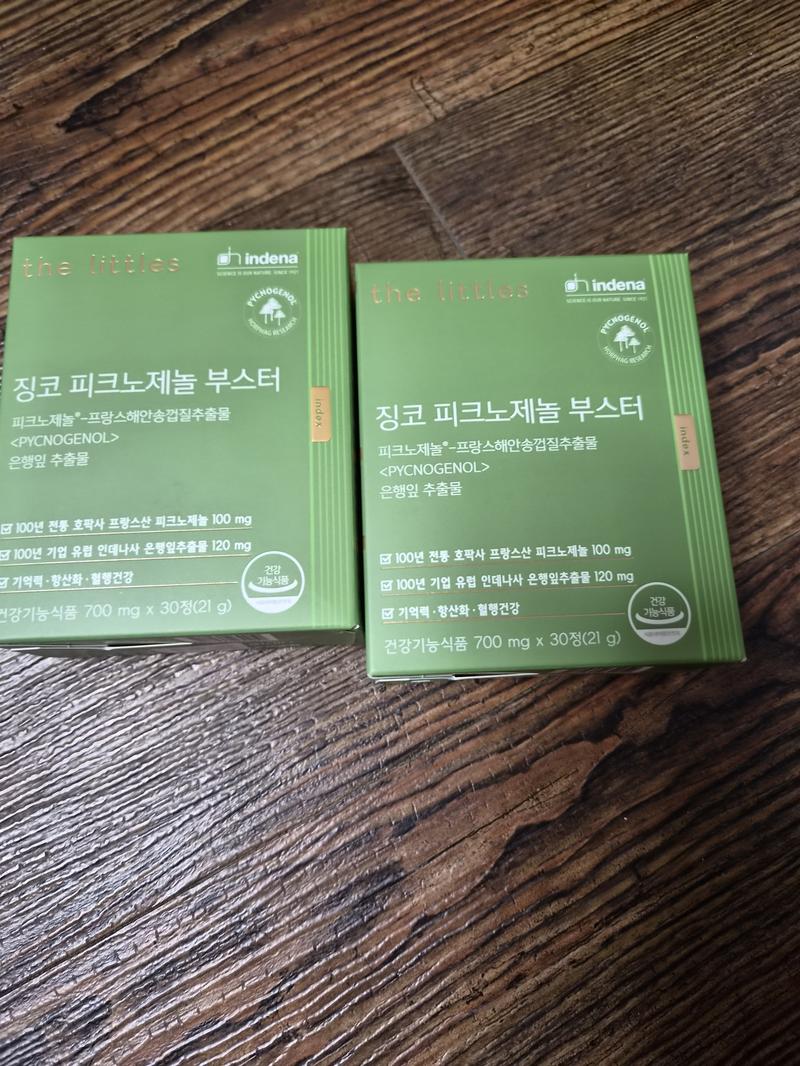 the littles
indena
SCIENCE IS OUR NATURE. SINCE 1921
PYCNOGENOL
HORPHAG RESEARCH
징코 피크노제놀 부스터
피크노제놀®-프랑스해안송껍질추출물
<PYCNOGENOL>
은행잎 추출물
index
100년 전통 호팍사 프랑스산 피크노제놀 100 mg
100년 기업 유럽 인데나사 은행잎추출물 120 mg
기억력·항산화·혈행건강
건강기능식품
건강기능식품 700 mg x 30정(21 g)
the littles
indena
SCIENCE IS OUR NATURE. SINCE 1921
PYCNOGENOL
HORPHAG RESEARCH
징코 피크노제놀 부스터
피크노제놀®-프랑스해안송껍질추출물
<PYCNOGENOL>
은행잎 추출물
index
100년 전통 호팍사 프랑스산 피크노제놀 100 mg
100년 기업 유럽 인데나사 은행잎추출물 120 mg
기억력·항산화·혈행건강
건강
기능식품
건강기능식품 700 mg x 30정(21 g)